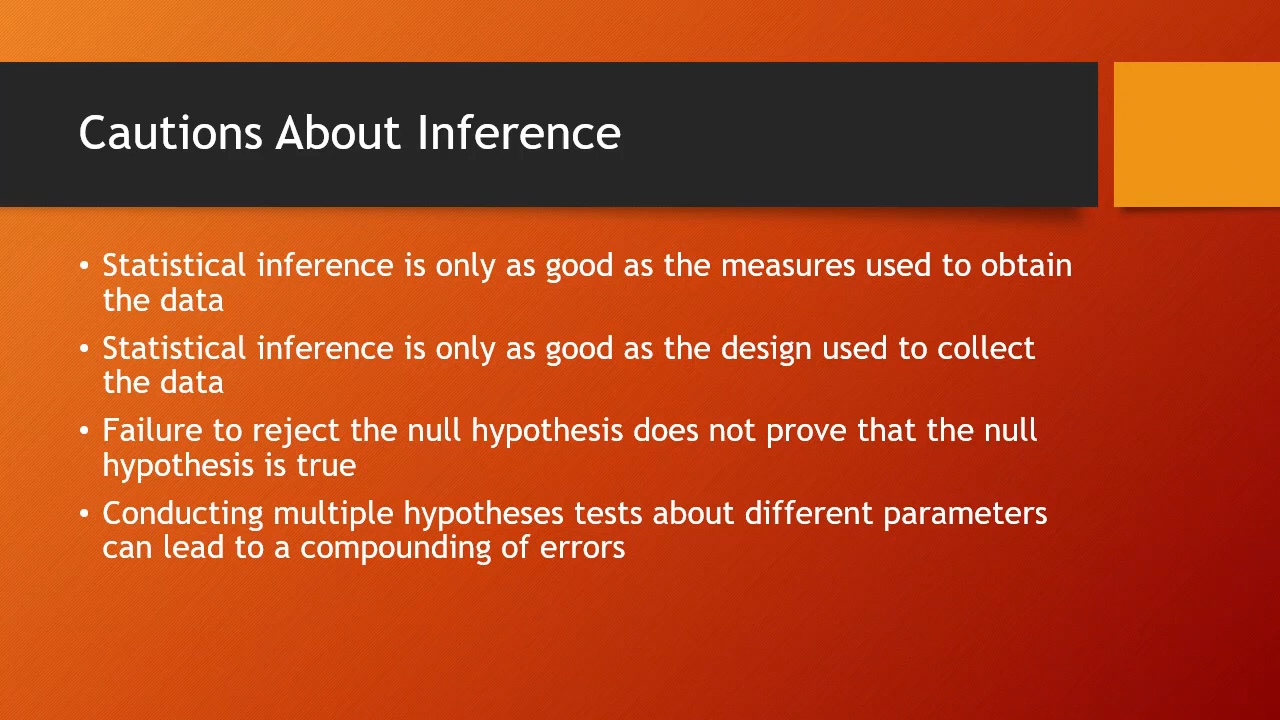 Cautions About Inference
• Statistical inference is only as good as the measures used to obtain
the data
• Statistical inference is only as good as the design used to collect
the data
• Failure to reject the null hypothesis does not prove that the null
hypothesis is true
• Conducting multiple hypotheses tests about different parameters
can lead to a compounding of errors